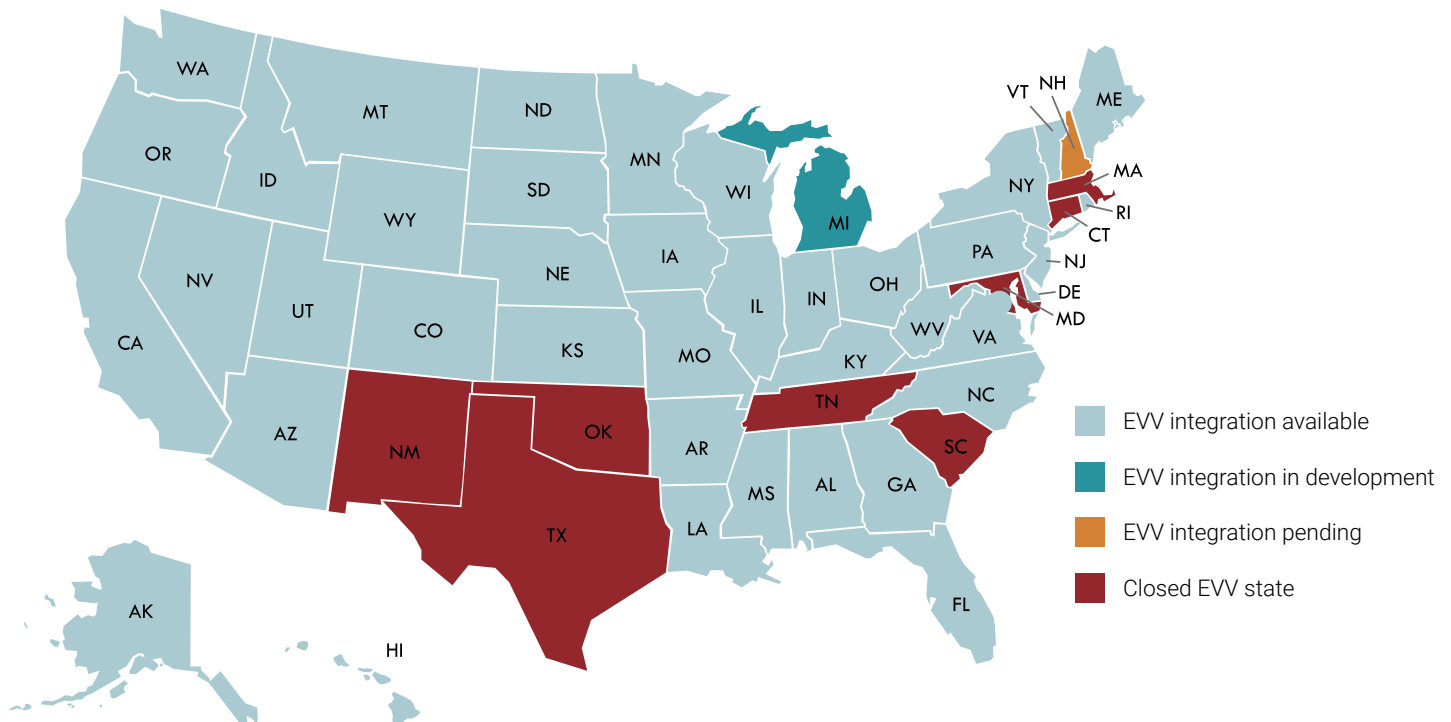 WA
MT
ND
MN
OR
ID
SD
WI
MI
WY
VT
NH
ME
NY
MA
RI
CT
NV
NE
IA
PA
NJ
UT
CO
IL
IN
OH
DE
MD
CA
KS
MO
WV
VA
KY
AZ
NM
OK
TN
NC
AR
SC
TX
LA
MS
AL
GA
FL
AK
HI
EVV integration available
EVV integration in development
EVV integration pending
Closed EVV state